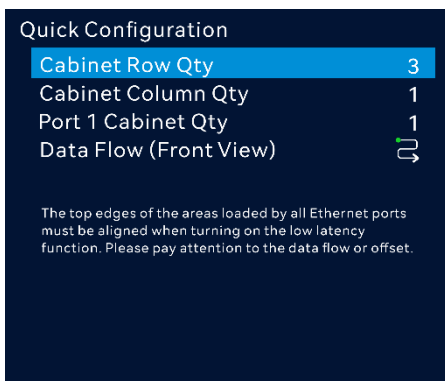 Quick Configuration
Cabinet Row Qty 3
Cabinet Column Qty 1
Port 1 Cabinet Qty 1
Data Flow (Front View)
The top edges of the areas loaded by all Ethernet ports
must be aligned when turning on the low latency
function. Please pay attention to the data flow or offset.